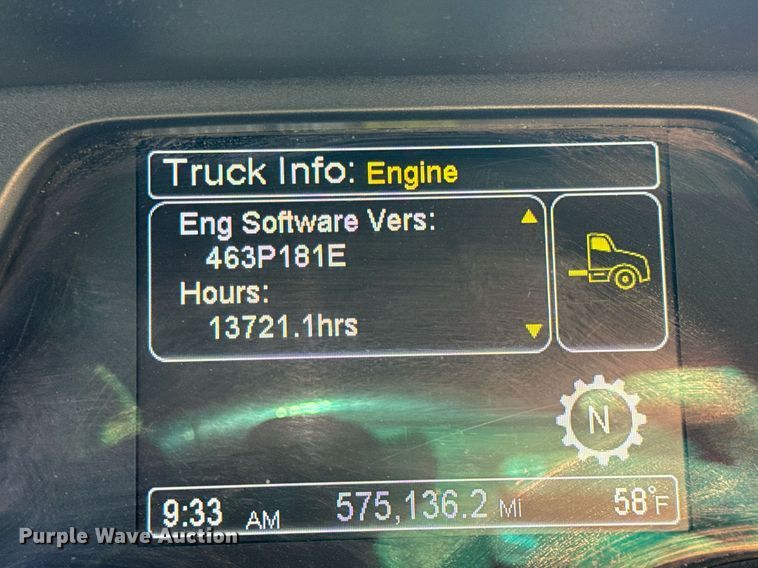 Truck Info: Engine
Eng Software Vers:
463P181E
Hours:
13721.1hrs
N
9:33 AM 575,136.2 Mi 58°F
Purple Wave Auction